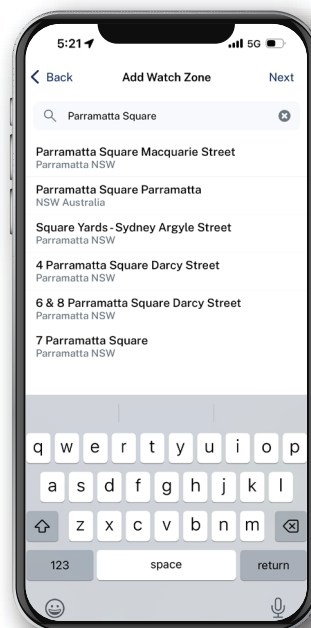 5:21 5G
Back Add Watch Zone Next
Parramatta Square
Parramatta Square Macquarie Street
Parramatta NSW
Parramatta Square Parramatta
NSW Australia
Square Yards - Sydney Argyle Street
Parramatta NSW
4 Parramatta Square Darcy Street
Parramatta NSW
6 & 8 Parramatta Square Darcy Street
Parramatta NSW
7 Parramatta Square
Parramatta NSW
q w e r t y u i o p
a s d f g h j k l
z x c v b n m
123 space return